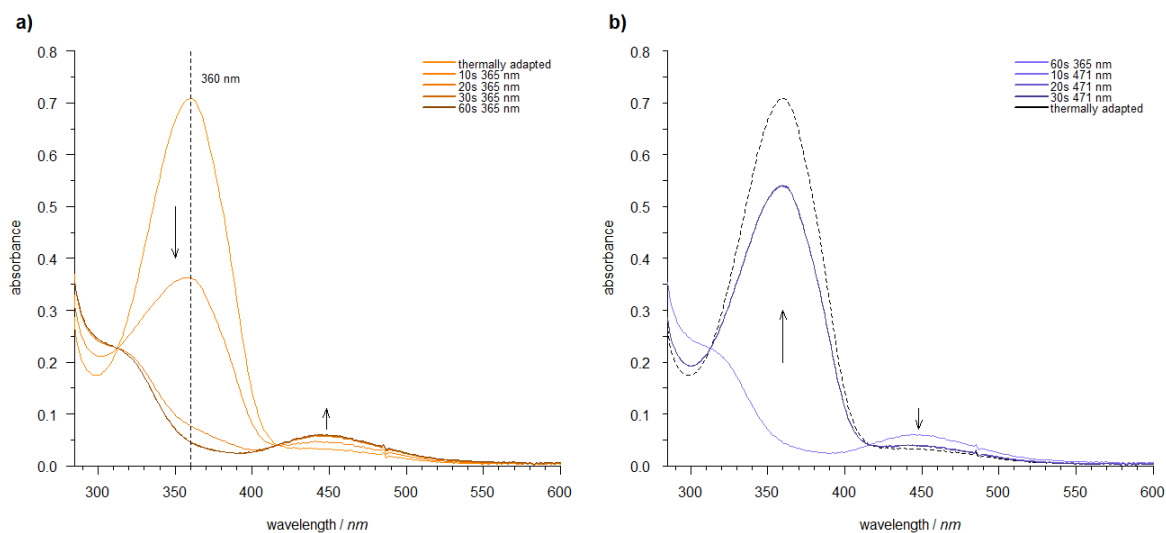 a)
0.8
0.7
0.6
0.5
0.4
0.3
0.2
0.1
0.0
absorbance
360 nm
thermally adapted
10s 365 nm
20s 365 nm
30s 365 nm
60s 365 nm
300
350
400
450
500
550
600
wavelength / nm
b)
0.8
0.7
0.6
0.5
0.4
0.3
0.2
0.1
0.0
absorbance
60s 365 nm
10s 471 nm
20s 471 nm
30s 471 nm
thermally adapted
300
350
400
450
500
550
600
wavelength / nm